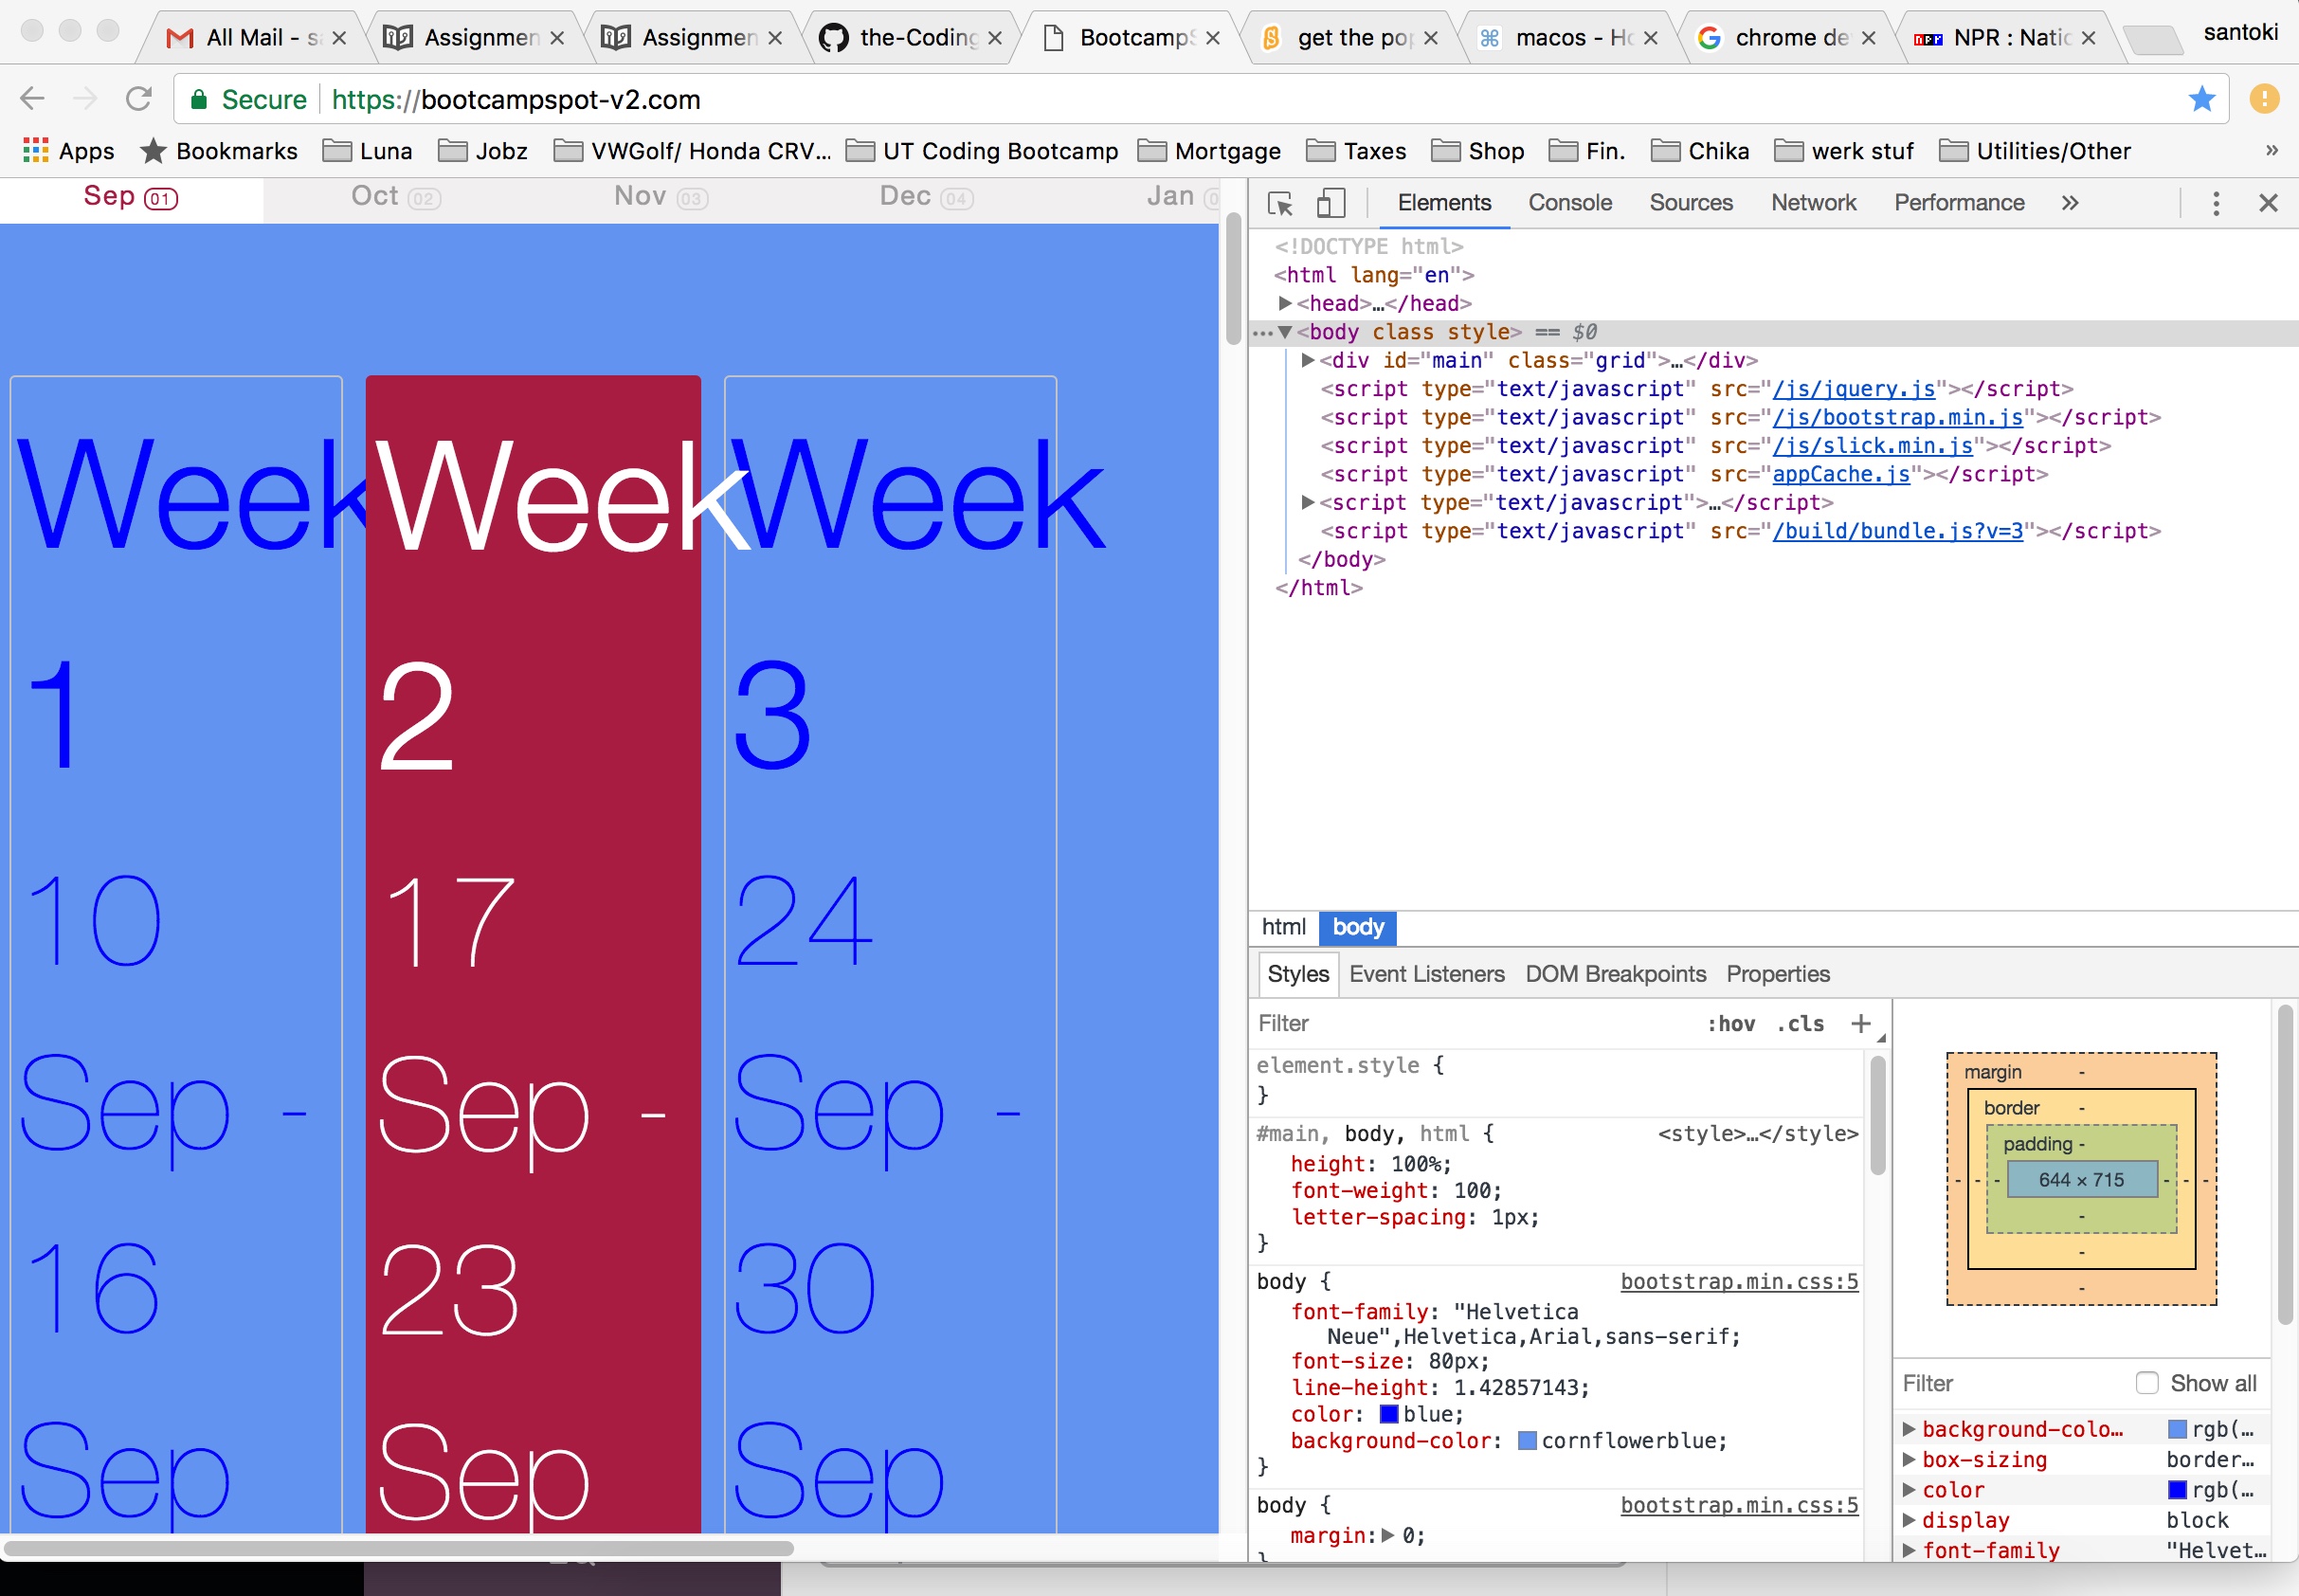 All Mail - s
Assignmen
Assignmen
the-Coding
BootcampS
get the pop
macos - Ho
chrome de
NPR : Natio
santoki
Secure
https://bootcampspot-v2.com
Apps
Bookmarks
Luna
Jobz
VWGolf/ Honda CRV...
UT Coding Bootcamp
Mortgage
Taxes
Shop
Fin.
Chika
werk stuf
Utilities/Other
»
Sep 01
Oct 02
Nov 03
Dec 04
Jan
Week
1
10
Sep -
16
Sep
Week
2
17
Sep -
23
Sep
Week
3
24
Sep -
30
Sep
Elements
Console
Sources
Network
Performance
»
<!DOCTYPE html>
<html lang="en">
<head>…</head>
<body class style> == $0
<div id="main" class="grid">…</div>
<script type="text/javascript" src="/js/jquery.js"></script>
<script type="text/javascript" src="/js/bootstrap.min.js"></script>
<script type="text/javascript" src="/js/slick.min.js"></script>
<script type="text/javascript" src="appCache.js"></script>
<script type="text/javascript">…</script>
<script type="text/javascript" src="/build/bundle.js?v=3"></script>
</body>
</html>
html body
Styles
Event Listeners
DOM Breakpoints
Properties
Filter
:hov .cls +
element.style {
}
#main, body, html { <style>…</style>
height: 100%;
font-weight: 100;
letter-spacing: 1px;
}
body { bootstrap.min.css:5
font-family: "Helvetica
Neue",Helvetica,Arial,sans-serif;
font-size: 80px;
line-height: 1.42857143;
color: blue;
background-color: cornflowerblue;
}
body { bootstrap.min.css:5
margin: 0;
}
margin -
border -
padding -
- - - 644 × 715 - - -
-
-
-
Filter
Show all
background-colo… rgb(…
box-sizing border…
color rgb(…
display block
font-family "Helvet…